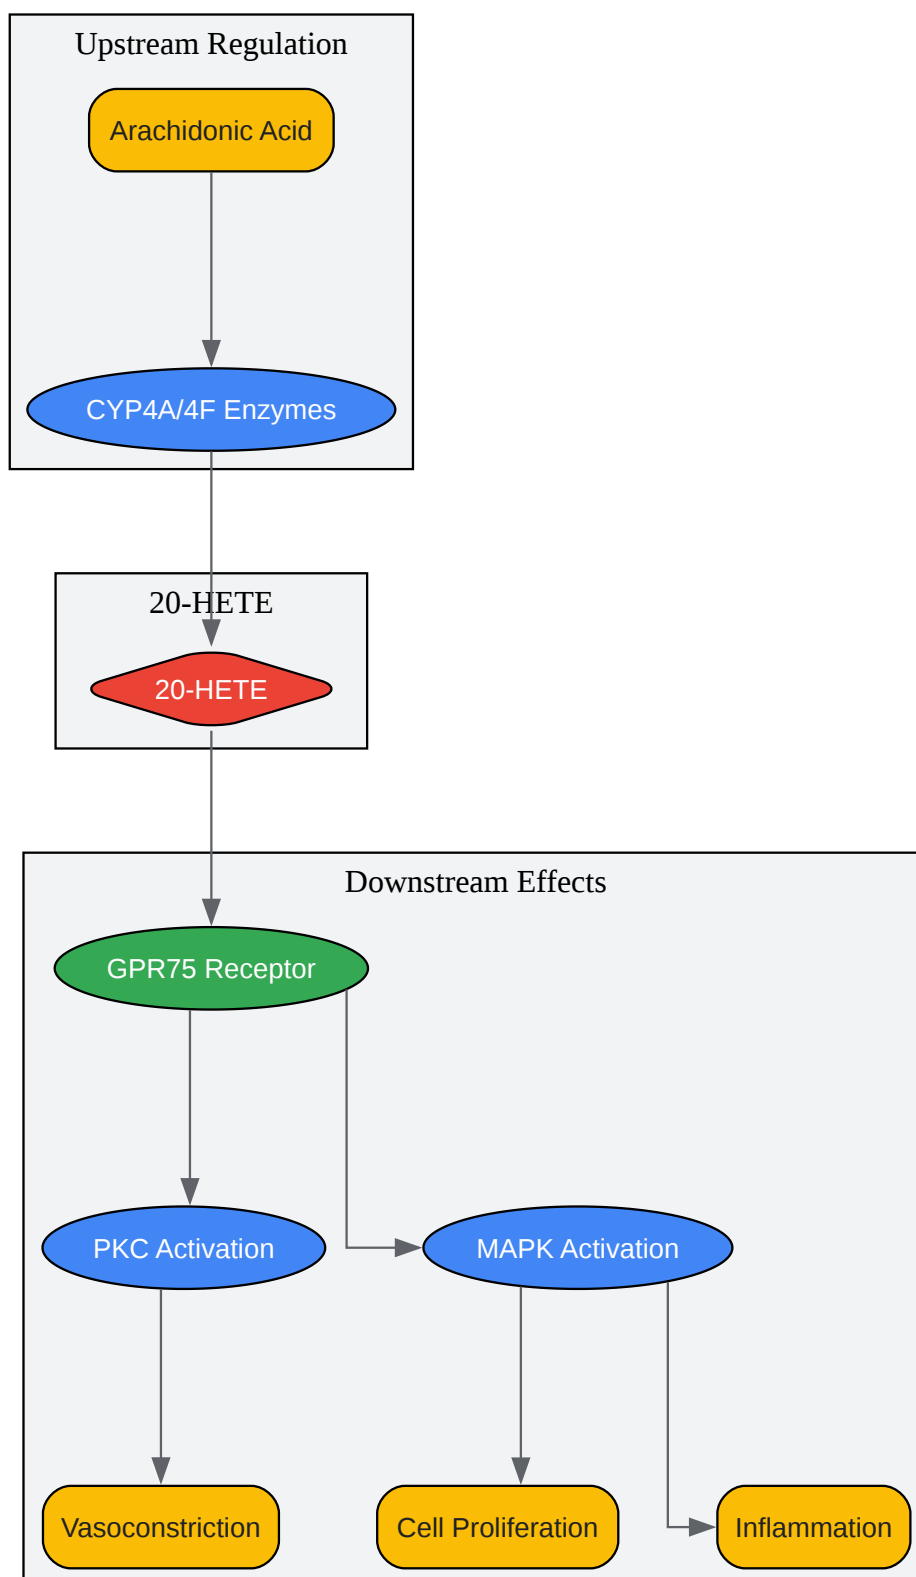 Upstream Regulation
Arachidonic Acid
CYP4A/4F Enzymes
20-HETE
20-HETE
Downstream Effects
GPR75 Receptor
PKC Activation
MAPK Activation
Vasoconstriction
Cell Proliferation
Inflammation